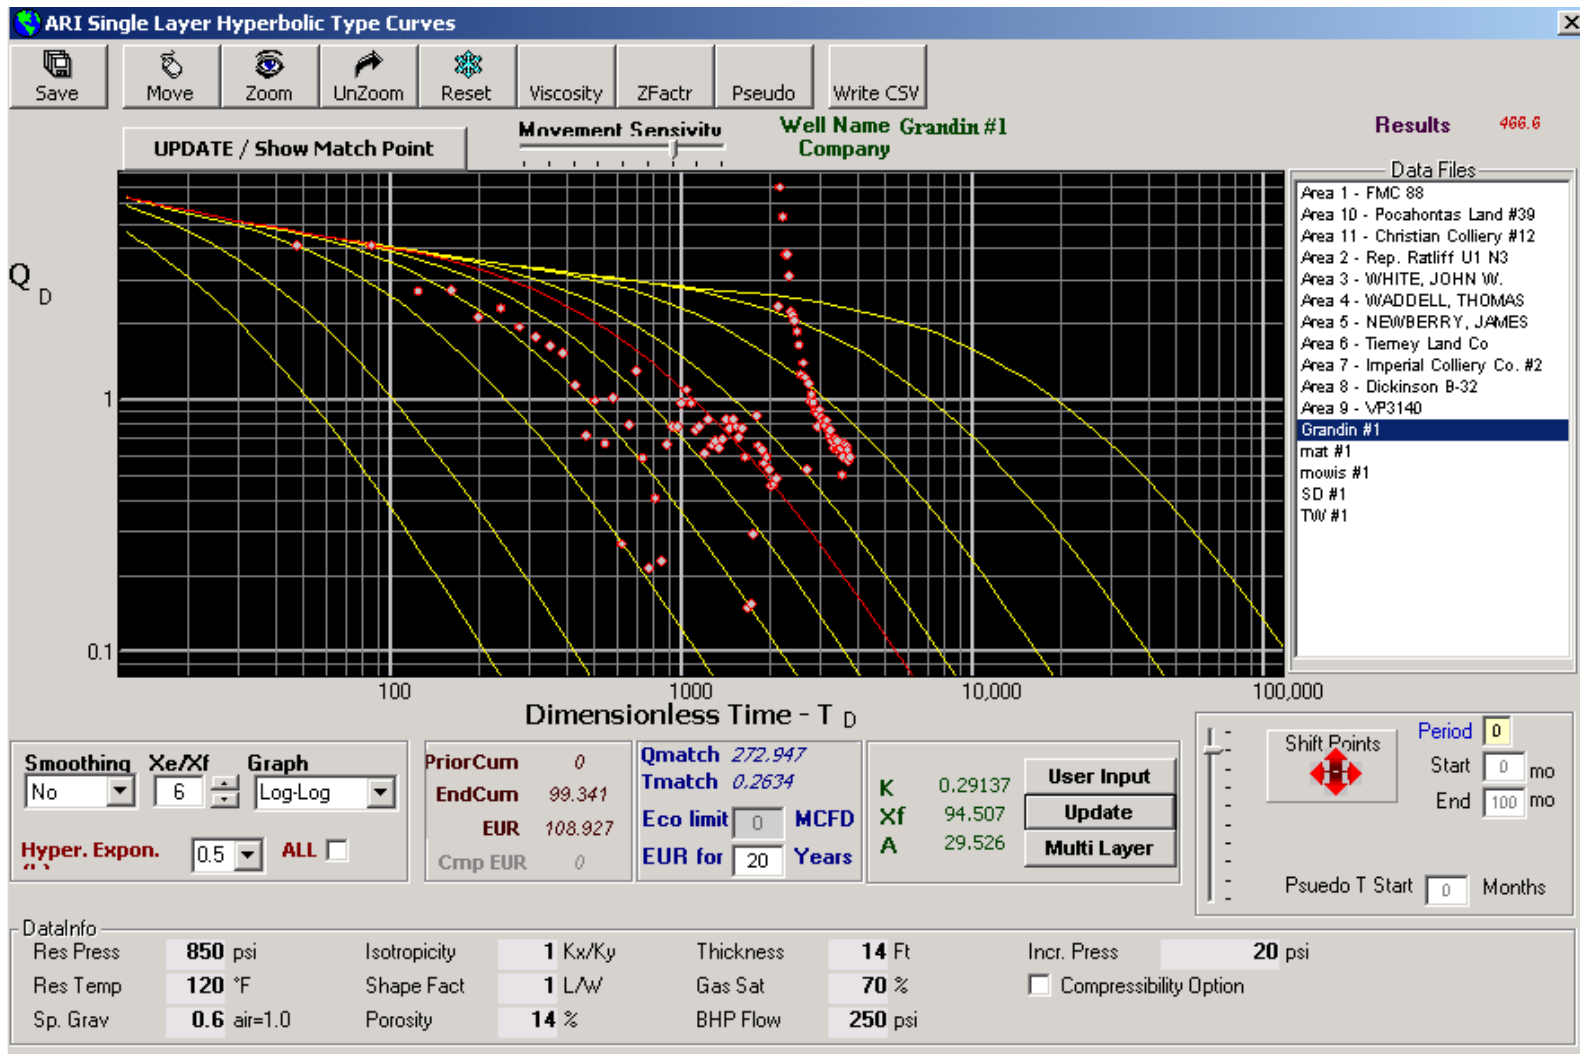 ARI Single Layer Hyperbolic Type Curves
Save Move Zoom UnZoom Reset Viscosity ZFactr Pseudo Write CSV
UPDATE / Show Match Point
Movement Sensivity
Well Name Grandin #1
Company
Results 466.6
Data Files
Area 1 - FMC 88
Area 10 - Pocahontas Land #39
Area 11 - Christian Colliery #12
Area 2 - Rep. Ratliff U1 N3
Area 3 - WHITE, JOHN W.
Area 4 - WADDELL, THOMAS
Area 5 - NEWBERRY, JAMES
Area 6 - Tierney Land Co
Area 7 - Imperial Colliery Co. #2
Area 8 - Dickinson B-32
Area 9 - VP3140
Grandin #1
mat #1
mowis #1
SD #1
TW #1
Q D
1
0.1
100 1000 10,000 100,000
Dimensionless Time - T D
Smoothing Xe/Xf Graph
No 6 Log-Log
Hyper. Expon. 0.5 ALL
PriorCum 0
EndCum 99.341
EUR 108.927
Cmp EUR 0
Qmatch 272.947
Tmatch 0.2634
Eco limit 0 MCFD
EUR for 20 Years
K 0.29137
Xf 94.507
A 29.526
User Input
Update
Multi Layer
Shift Points
Period 0
Start 0 mo
End 100 mo
Psuedo T Start 0 Months
DataInfo
Res Press 850 psi Isotropicity 1 Kx/Ky Thickness 14 Ft Incr. Press 20 psi
Res Temp 120 °F Shape Fact 1 L/W Gas Sat 70 % Compressibility Option
Sp. Grav 0.6 air=1.0 Porosity 14 % BHP Flow 250 psi